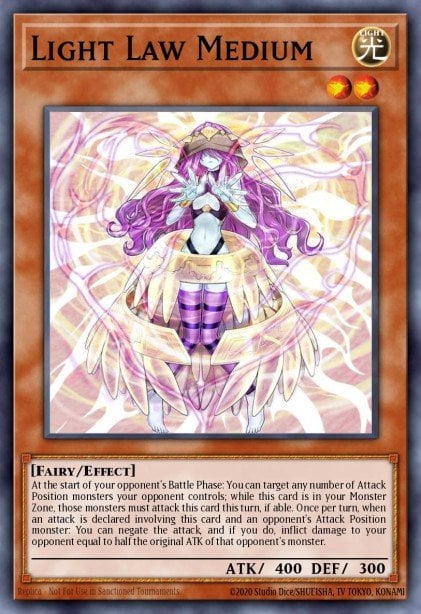 Light Law Medium
LIGHT
光
[Fairy/Effect]
At the start of your opponent's Battle Phase: You can target any number of Attack
Position monsters your opponent controls; while this card is in your Monster
Zone, those monsters must attack this card this turn, if able. Once per turn, when
an attack is declared involving this card and an opponent's Attack Position
monster: You can negate the attack, and if you do, inflict damage to your
opponent equal to half the original ATK of that opponent's monster.
ATK/ 400 DEF/ 300
Replica - Not For Use in Sanctioned Tournaments
©2020 Studio Dice/SHUEISHA, TV TOKYO, KONAMI